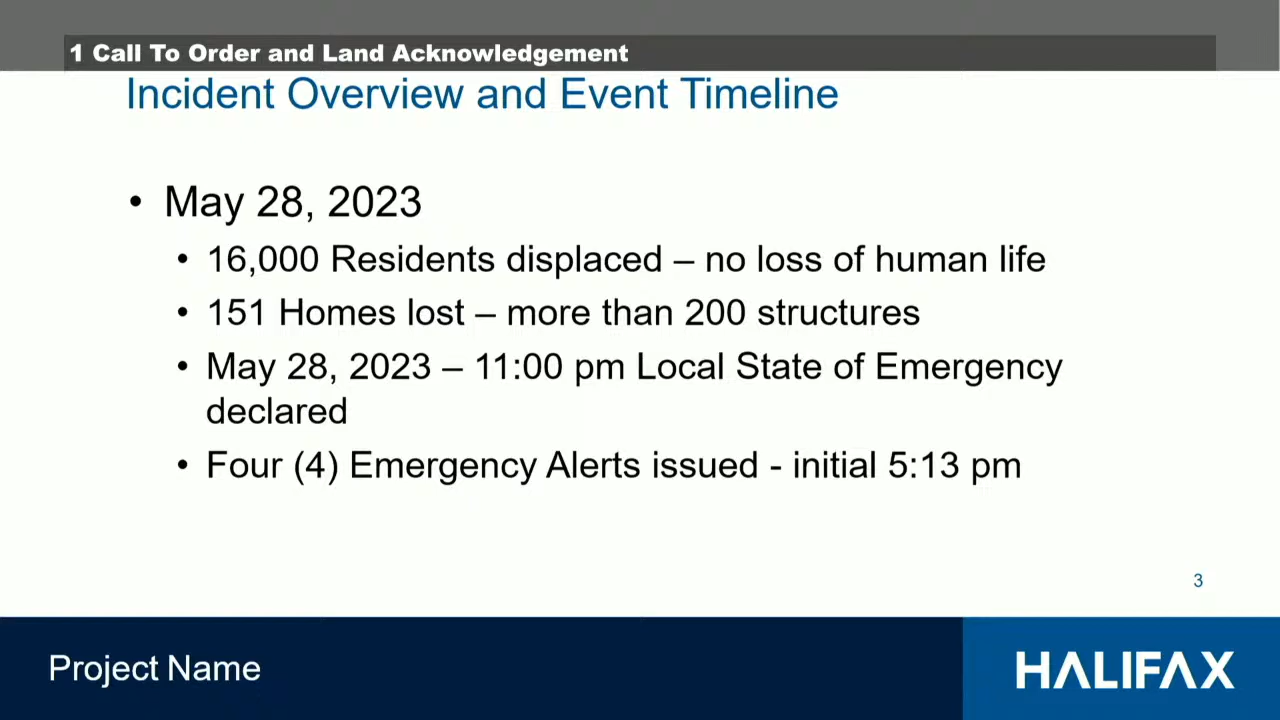 1 Call To Order and Land Acknowledgement
Incident Overview and Event Timeline
• May 28, 2023
• 16,000 Residents displaced – no loss of human life
• 151 Homes lost – more than 200 structures
• May 28, 2023 – 11:00 pm Local State of Emergency
declared
• Four (4) Emergency Alerts issued - initial 5:13 pm
3
Project Name
HALIFAX